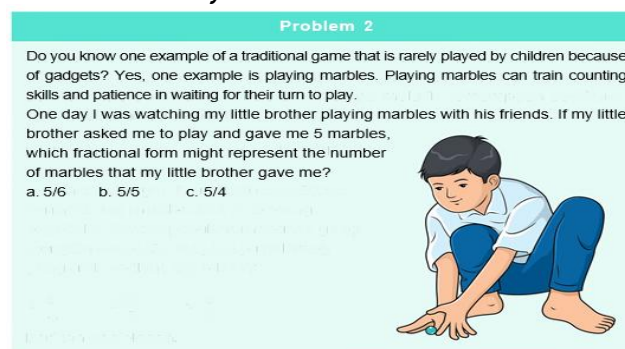 Problem 2
Do you know one example of a traditional game that is rarely played by children because
of gadgets? Yes, one example is playing marbles. Playing marbles can train counting
skills and patience in waiting for their turn to play.
One day I was watching my little brother playing marbles with his friends. If my little
brother asked me to play and gave me 5 marbles,
which fractional form might represent the number
of marbles that my little brother gave me?
a. 5/6 b. 5/5 c. 5/4